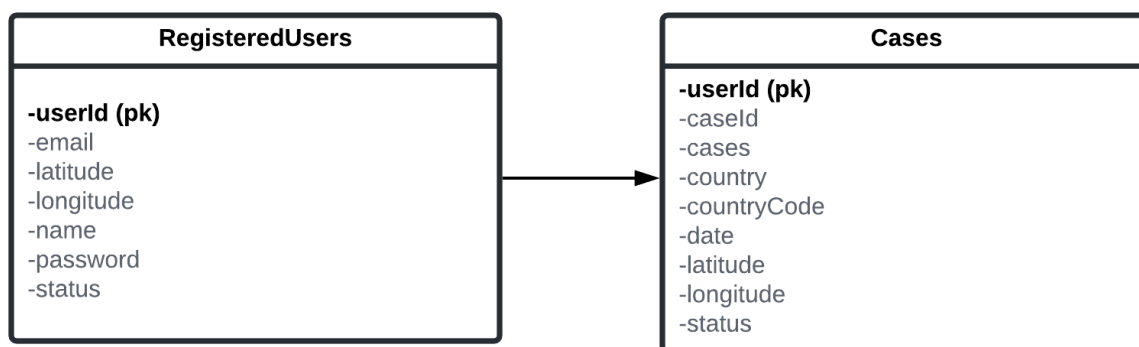 RegisteredUsers
-userId (pk)
-email
-latitude
-longitude
-name
-password
-status
Cases
-userId (pk)
-caseId
-cases
-country
-countryCode
-date
-latitude
-longitude
-status